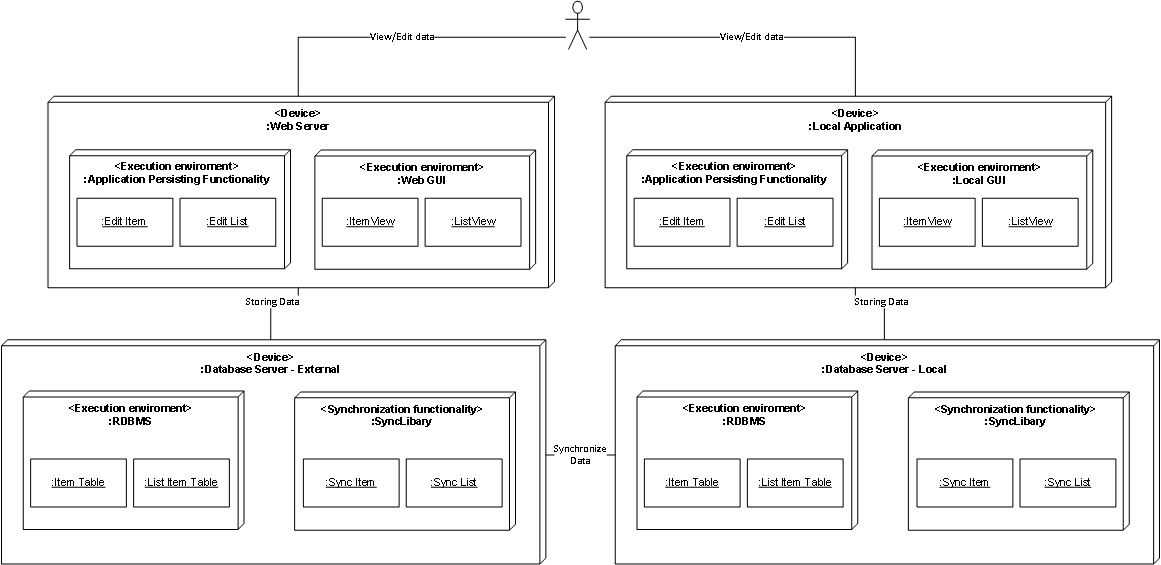 View/Edit data
View/Edit data
<Device>
:Web Server
<Execution enviroment>
:Application Persisting Functionality
:Edit Item
:Edit List
<Execution enviroment>
:Web GUI
:ItemView
:ListView
<Device>
:Local Application
<Execution enviroment>
:Application Persisting Functionality
:Edit Item
:Edit List
<Execution enviroment>
:Local GUI
:ItemView
:ListView
Storing Data
Storing Data
<Device>
:Database Server - External
<Execution enviroment>
:RDBMS
:Item Table
:List Item Table
<Synchronization functionality>
:SyncLibary
:Sync Item
:Sync List
Synchronize
Data
<Device>
:Database Server - Local
<Execution enviroment>
:RDBMS
:Item Table
:List Item Table
<Synchronization functionality>
:SyncLibary
:Sync Item
:Sync List